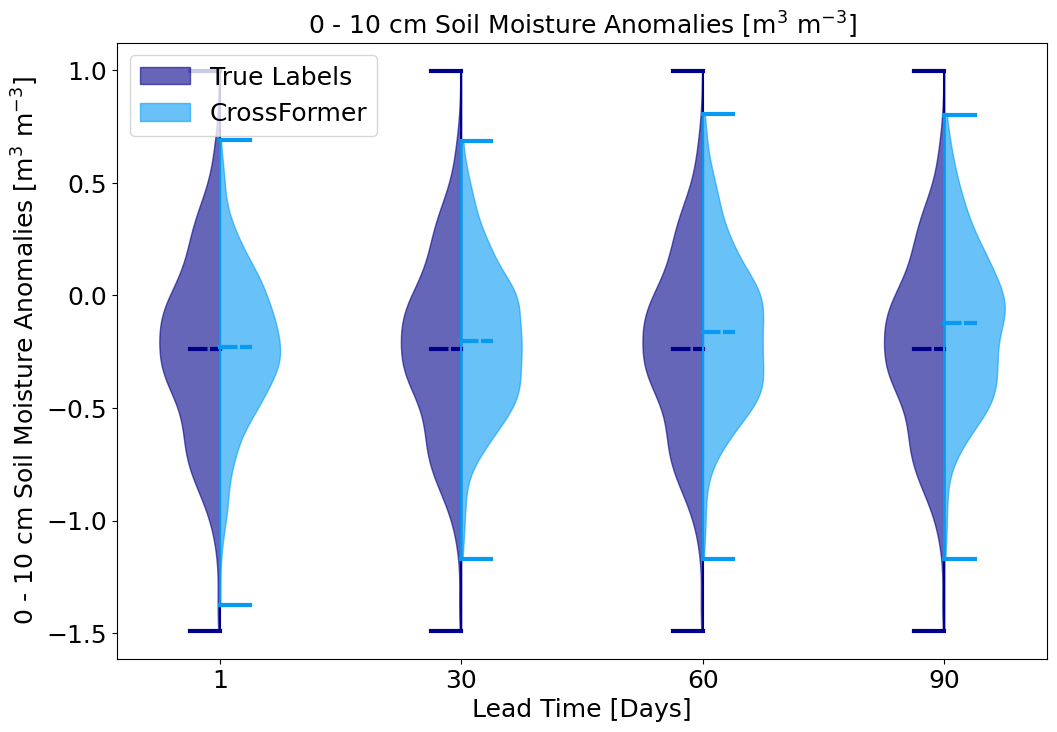 0 - 10 cm Soil Moisture Anomalies [m³ m⁻³]
True Labels
CrossFormer
0 - 10 cm Soil Moisture Anomalies [m³ m⁻³]
1.0
0.5
0.0
−0.5
−1.0
−1.5
1 30 60 90
Lead Time [Days]